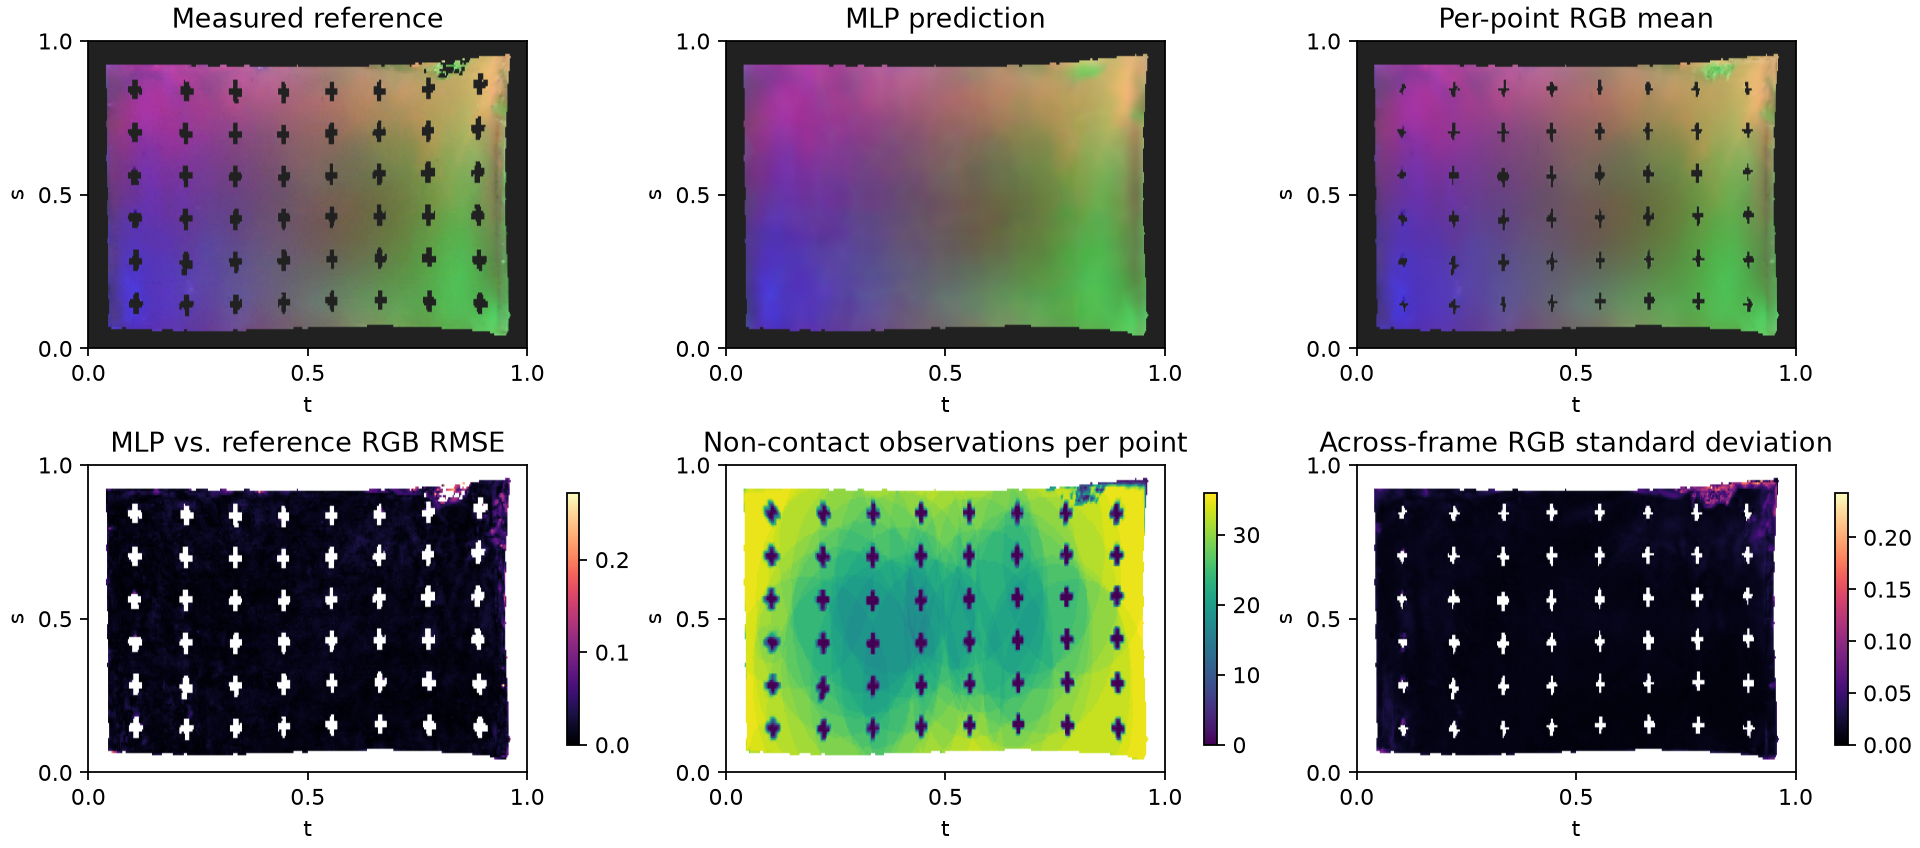 Measured reference
MLP prediction
Per-point RGB mean
1.0
0.5
0.0
s
0.0
0.5
1.0
t
1.0
0.5
0.0
s
0.0
0.5
1.0
t
1.0
0.5
0.0
s
0.0
0.5
1.0
t
MLP vs. reference RGB RMSE
Non-contact observations per point
Across-frame RGB standard deviation
1.0
0.5
0.0
s
0.0
0.5
1.0
t
0.2
0.1
0.0
1.0
0.5
0.0
s
0.0
0.5
1.0
t
30
20
10
0
1.0
0.5
0.0
s
0.0
0.5
1.0
t
0.20
0.15
0.10
0.05
0.00